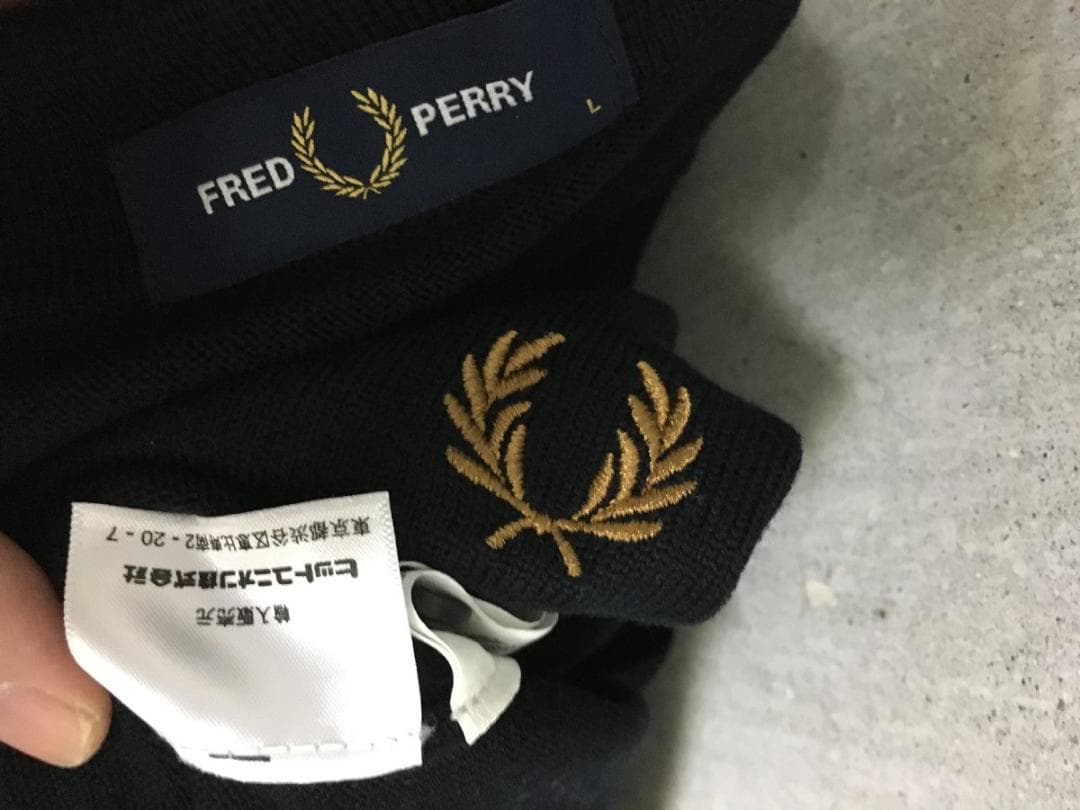 FRED PERRY
L
輸入販売元
ヒットユニオン株式会社
東京都渋谷区恵比寿南2-20-7